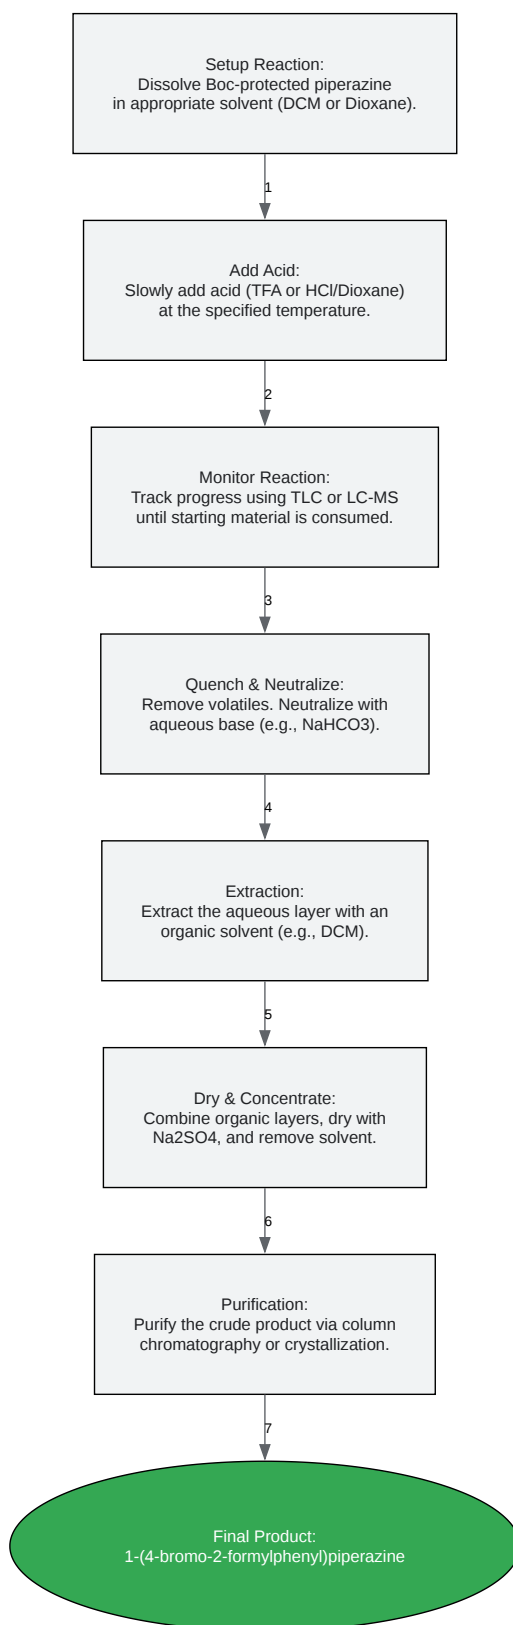 Setup Reaction:
Dissolve Boc-protected piperazine
in appropriate solvent (DCM or Dioxane).
1
Add Acid:
Slowly add acid (TFA or HCl/Dioxane)
at the specified temperature.
2
Monitor Reaction:
Track progress using TLC or LC-MS
until starting material is consumed.
3
Quench & Neutralize:
Remove volatiles. Neutralize with
aqueous base (e.g., NaHCO3).
4
Extraction:
Extract the aqueous layer with an
organic solvent (e.g., DCM).
5
Dry & Concentrate:
Combine organic layers, dry with
Na2SO4, and remove solvent.
6
Purification:
Purify the crude product via column
chromatography or crystallization.
7
Final Product:
1-(4-bromo-2-formylphenyl)piperazine